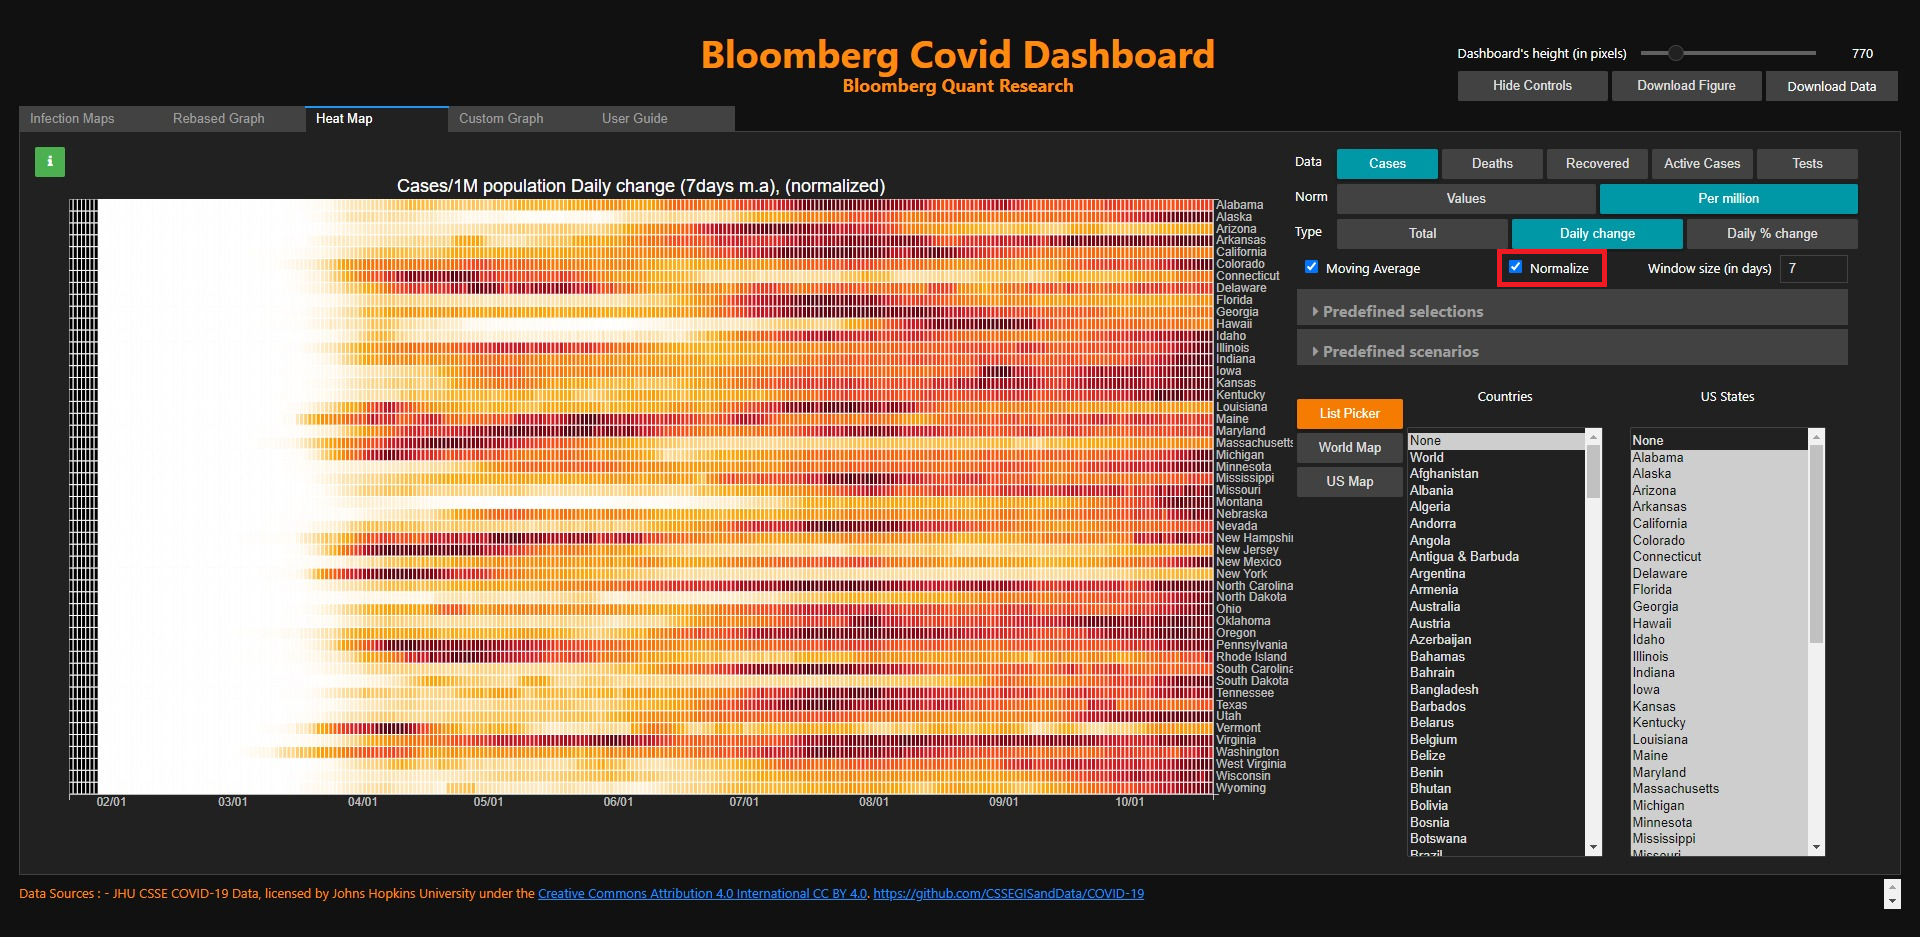 Bloomberg Covid Dashboard
Bloomberg Quant Research
Dashboard's height (in pixels) 770
Hide Controls Download Figure Download Data
Infection Maps Rebased Graph Heat Map Custom Graph User Guide
i
Data Cases Deaths Recovered Active Cases Tests
Norm Values Per million
Type Total Daily change Daily % change
Moving Average Normalize Window size (in days) 7
Predefined selections
Predefined scenarios
Cases/1M population Daily change (7days m.a), (normalized)
Alabama
Alaska
Arizona
Arkansas
California
Colorado
Connecticut
Delaware
Florida
Georgia
Hawaii
Idaho
Illinois
Indiana
Iowa
Kansas
Kentucky
Louisiana
Maine
Maryland
Massachusetts
Michigan
Minnesota
Mississippi
Missouri
Montana
Nebraska
Nevada
New Hampshi
New Jersey
New Mexico
New York
North Carolina
North Dakota
Ohio
Oklahoma
Oregon
Pennsylvania
Rhode Island
South Carolina
South Dakota
Tennessee
Texas
Utah
Vermont
Virginia
Washington
West Virginia
Wisconsin
Wyoming
02/01 03/01 04/01 05/01 06/01 07/01 08/01 09/01 10/01
List Picker
World Map
US Map
Countries
None
World
Afghanistan
Albania
Algeria
Andorra
Angola
Antigua & Barbuda
Argentina
Armenia
Australia
Austria
Azerbaijan
Bahamas
Bahrain
Bangladesh
Barbados
Belarus
Belgium
Belize
Benin
Bhutan
Bolivia
Bosnia
Botswana
Brazil
US States
None
Alabama
Alaska
Arizona
Arkansas
California
Colorado
Connecticut
Delaware
Florida
Georgia
Hawaii
Idaho
Illinois
Indiana
Iowa
Kansas
Kentucky
Louisiana
Maine
Maryland
Massachusetts
Michigan
Minnesota
Mississippi
Missouri
Data Sources : - JHU CSSE COVID-19 Data, licensed by Johns Hopkins University under the Creative Commons Attribution 4.0 International CC BY 4.0. https://github.com/CSSEGISandData/COVID-19